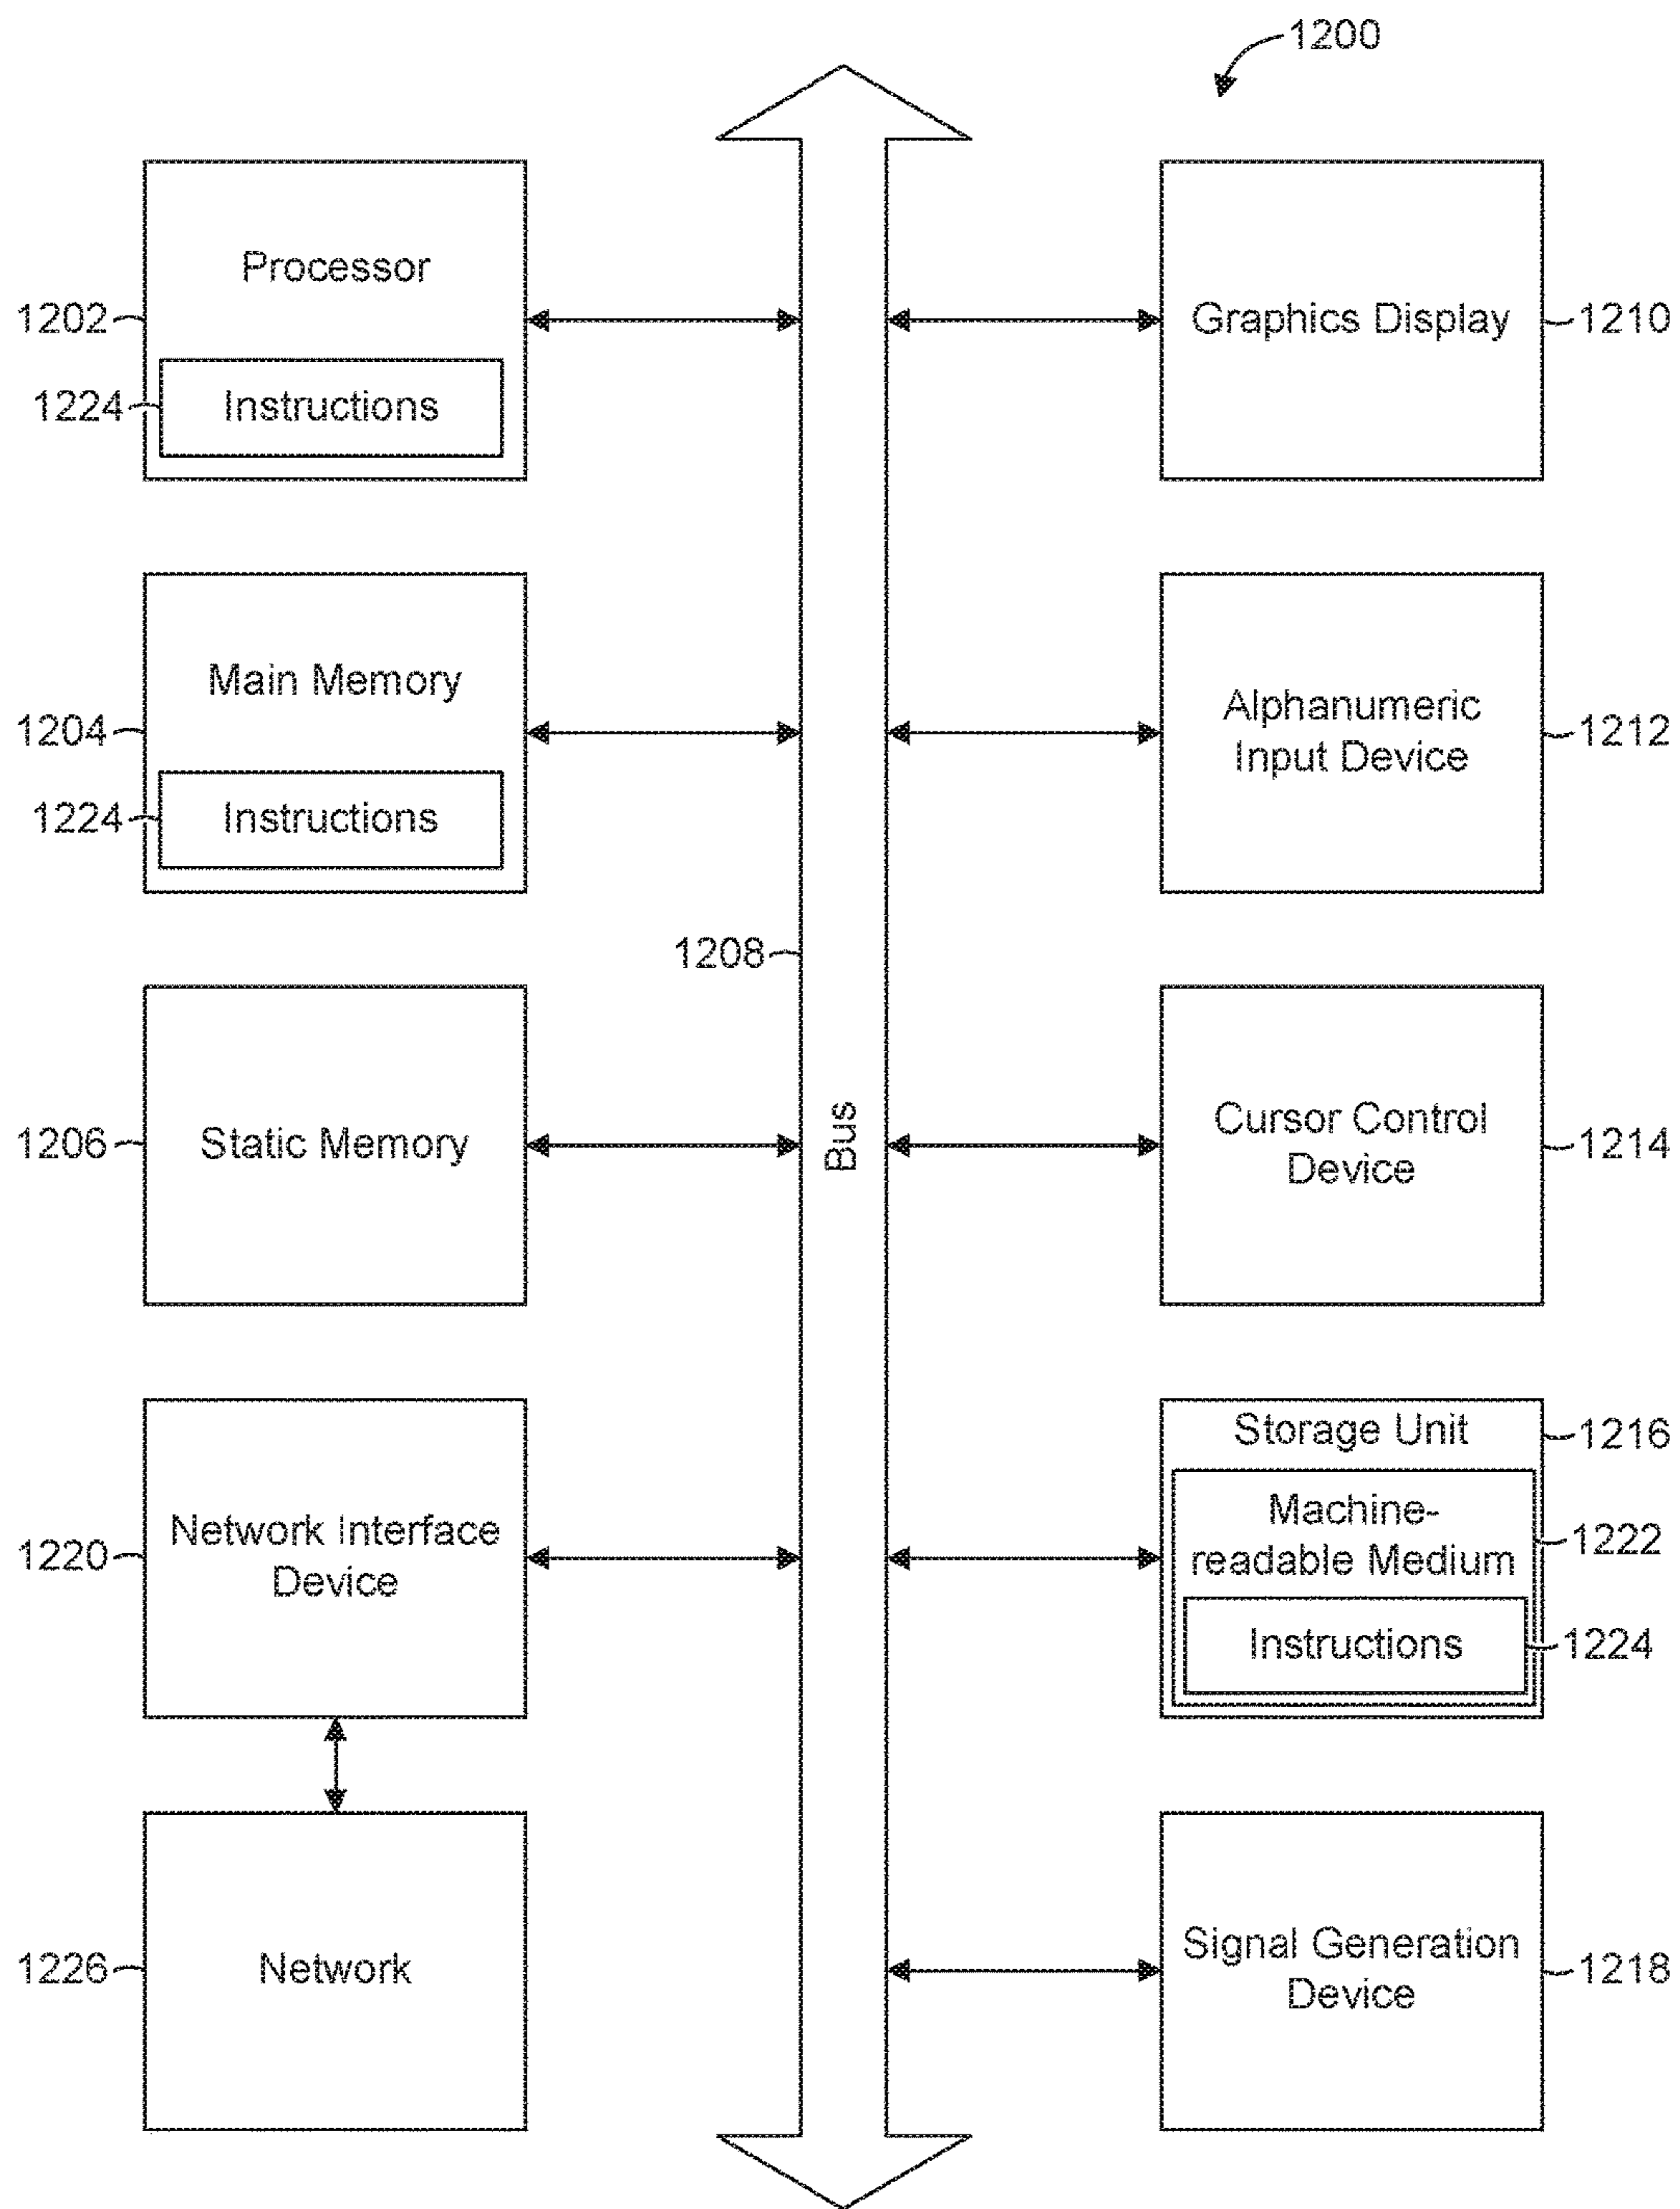 1200
Processor
1202
1224
Instructions
Graphics Display
1210
Main Memory
1204
1224
Instructions
Alphanumeric
Input Device
1212
1208
Bus
Static Memory
1206
Cursor Control
Device
1214
Network Interface
Device
1220
Storage Unit
1216
Machine-
readable Medium
1222
Instructions
1224
Network
1226
Signal Generation
Device
1218